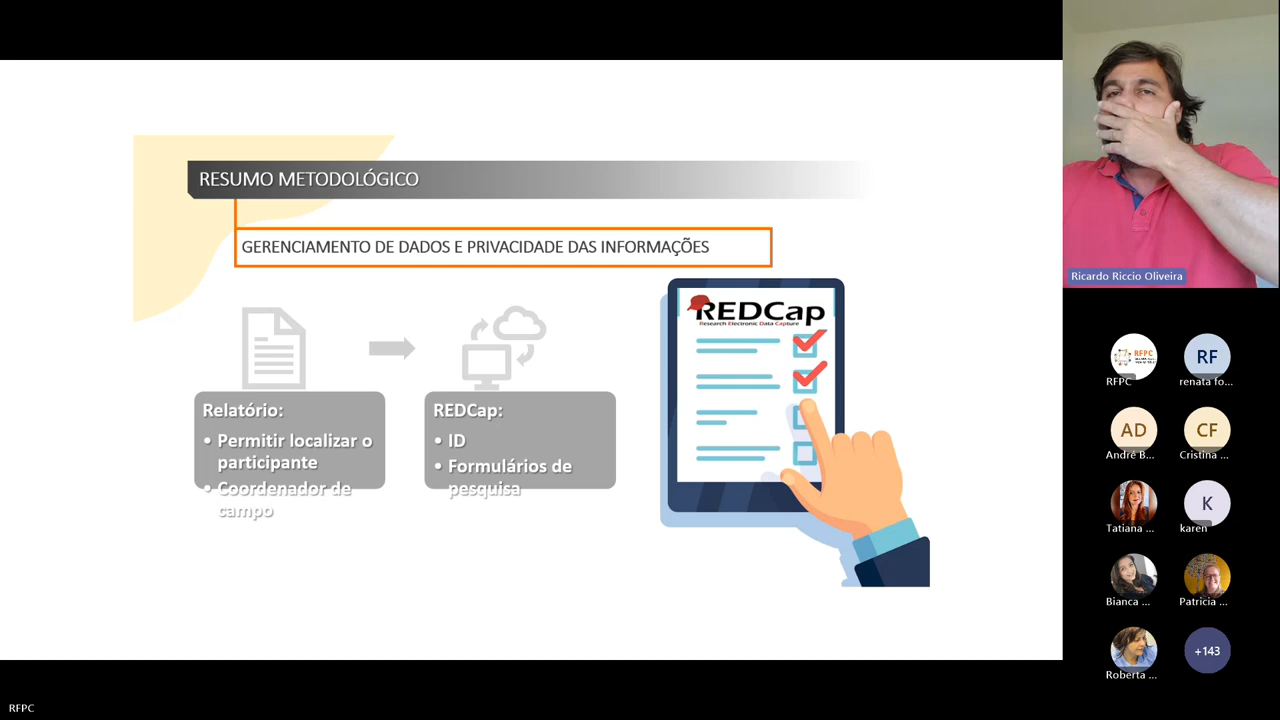 RESUMO METODOLÓGICO
GERENCIAMENTO DE DADOS E PRIVACIDADE DAS INFORMAÇÕES
Relatório:
• Permitir localizar o
participante
• Coordenador de
campo
REDCap:
• ID
• Formulários de
pesquisa
REDCap
Research Electronic Data Capture
Ricardo Riccio Oliveira
RFPC
RFPC
RF
renata fo...
AD
André B...
CF
Cristina ...
Tatiana ...
K
karen
Bianca ...
Patricia ...
Roberta ...
+143
RFPC